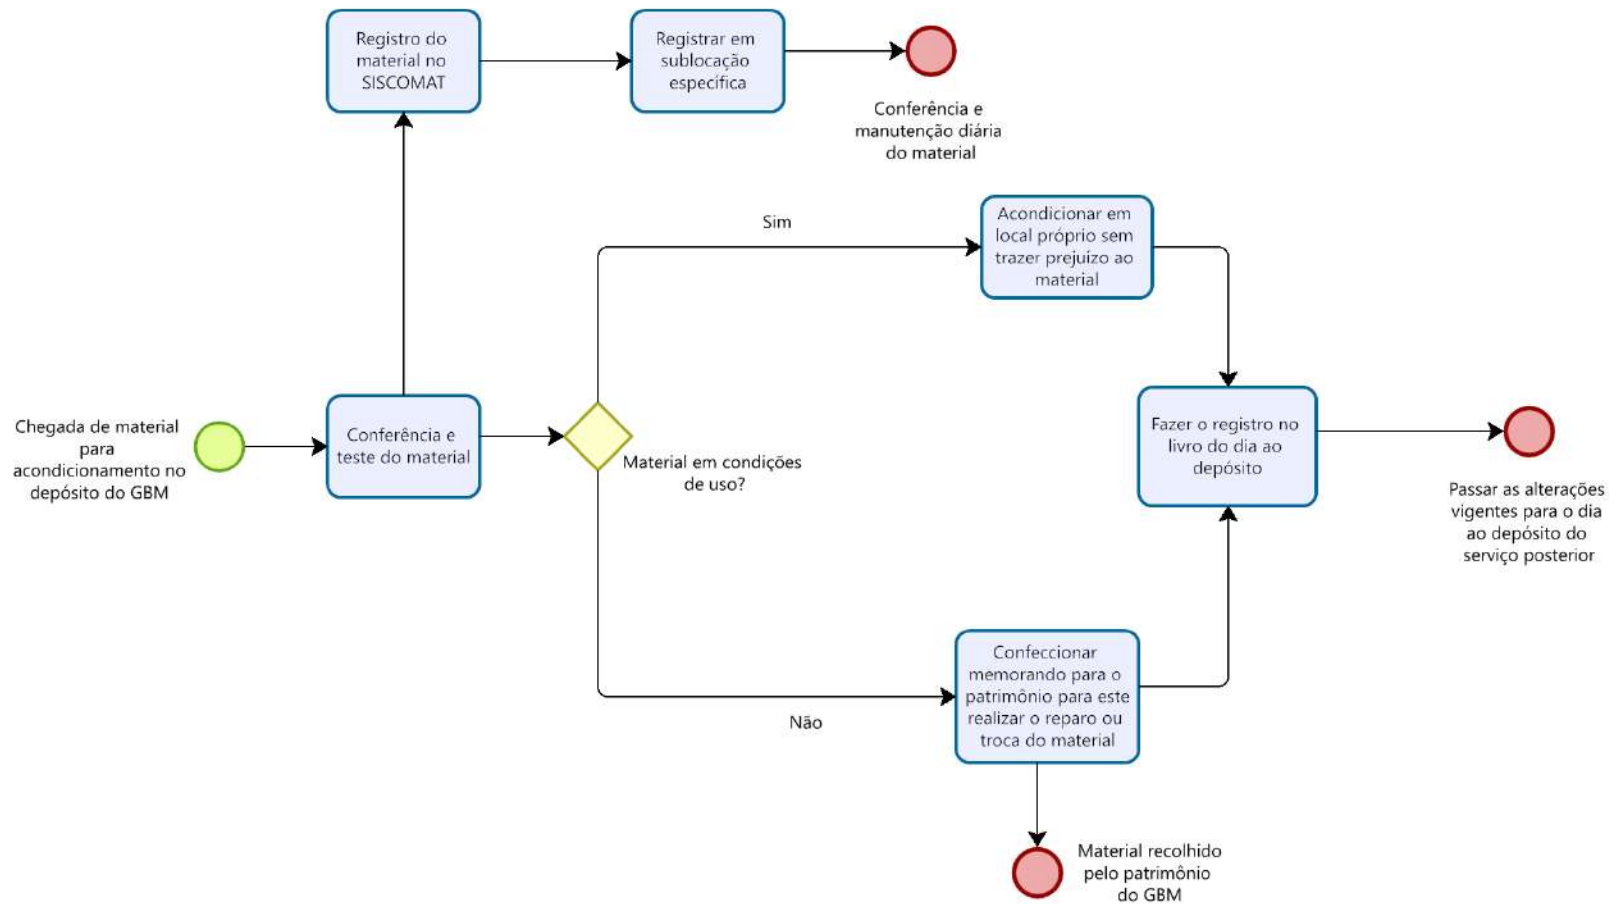 Registro do
material no
SISCOMAT
Registrar em
sublocação
específica
Conferência e
manutenção diária
do material
Sim
Acondicionar em
local próprio sem
trazer prejuízo ao
material
Chegada de material
para
acondicionamento no
depósito do GBM
Conferência e
teste do material
Material em condições
de uso?
Fazer o registro no
livro do dia ao
depósito
Passar as alterações
vigentes para o dia
ao depósito do
serviço posterior
Não
Confeccionar
memorando para o
patrimônio para este
realizar o reparo ou
troca do material
Material recolhido
pelo patrimônio
do GBM